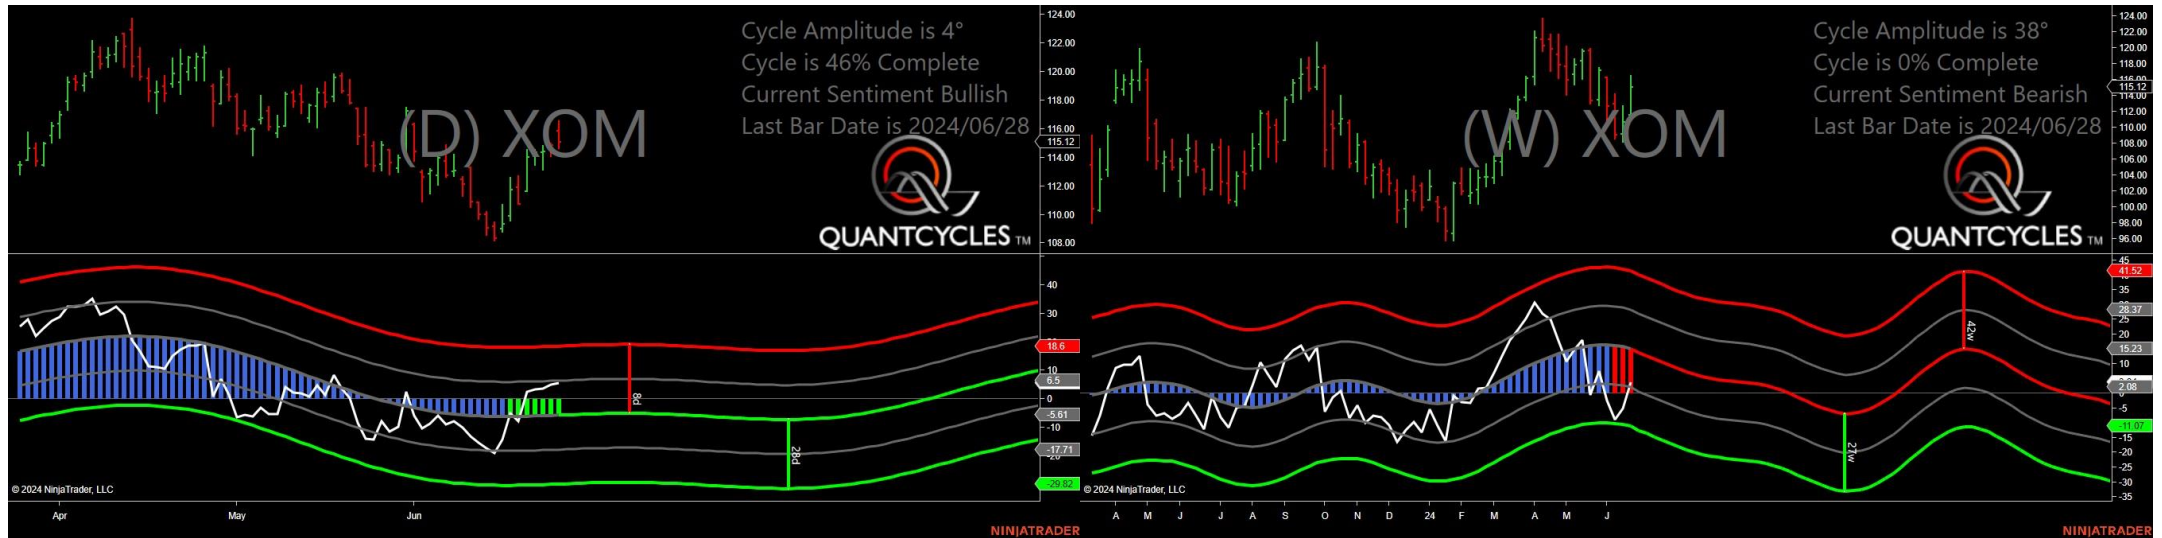 Cycle Amplitude is 4°
Cycle is 46% Complete
Current Sentiment Bullish
Last Bar Date is 2024/06/28
(D) XOM
QUANTCYCLES TM
124.00
122.00
120.00
118.00
116.00
115.12
114.00
112.00
110.00
108.00
40
30
18.6
10
6.5
0
-5.61
-10
-17.71
-29.82
8d
28d
© 2024 NinjaTrader, LLC
Apr May Jun
NINJATRADER
Cycle Amplitude is 38°
Cycle is 0% Complete
Current Sentiment Bearish
Last Bar Date is 2024/06/28
(W) XOM
QUANTCYCLES TM
124.00
122.00
120.00
118.00
116.00
115.12
114.00
112.00
110.00
108.00
106.00
104.00
102.00
100.00
98.00
96.00
45
41.52
35
28.37
25
20
15.23
10
2.08
-5
-11.07
-15
-20
-25
-30
-35
42w
27w
© 2024 NinjaTrader, LLC
A M J J A S O N D 24 F M A M J
NINJATRADER